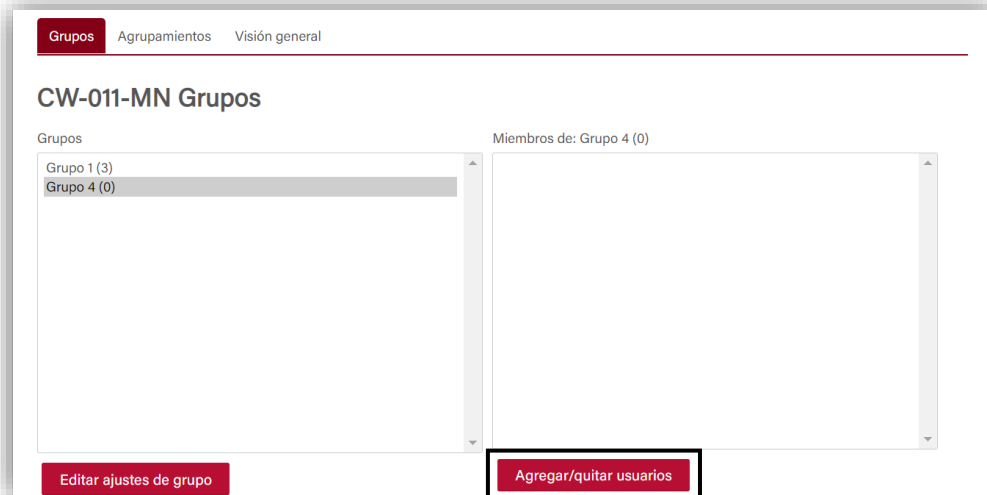 Grupos Agrupamientos Visión general
CW-011-MN Grupos
Grupos
Miembros de: Grupo 4 (0)
Grupo 1 (3)
Grupo 4 (0)
Editar ajustes de grupo
Agregar/quitar usuarios